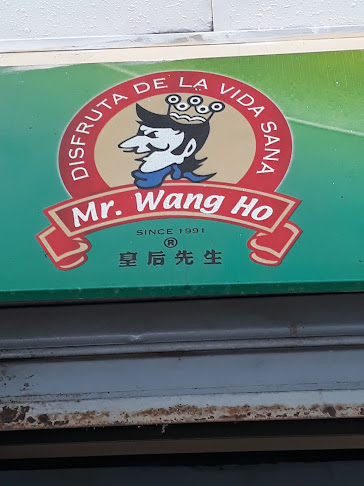 DISFRUTA DE LA VIDA SANA
Mr. Wang Ho
SINCE 1991
®
皇后先生